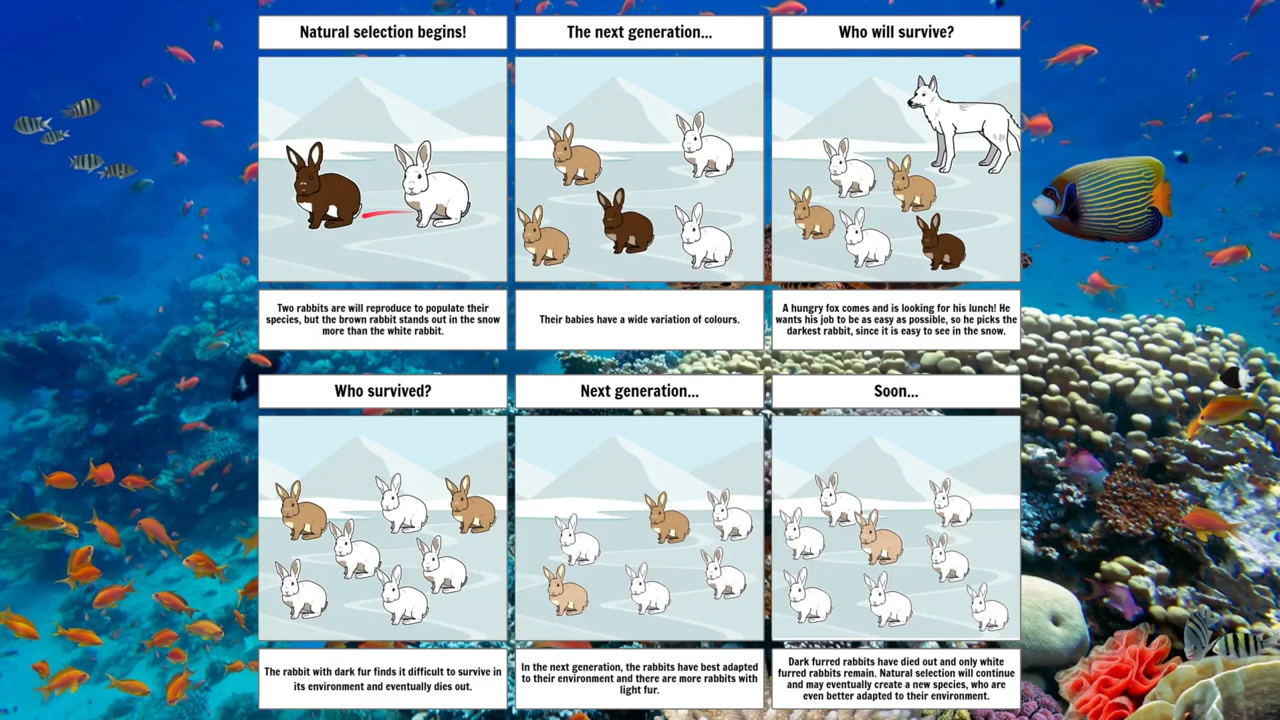 Natural selection begins!
The next generation...
Who will survive?
Two rabbits are will reproduce to populate their
species, but the brown rabbit stands out in the snow
more than the white rabbit.
Their babies have a wide variation of colours.
A hungry fox comes and is looking for his lunch! He
wants his job to be as easy as possible, so he picks the
darkest rabbit, since it is easy to see in the snow.
Who survived?
Next generation...
Soon...
The rabbit with dark fur finds it difficult to survive in
its environment and eventually dies out.
In the next generation, the rabbits have best adapted
to their environment and there are more rabbits with
light fur.
Dark furred rabbits have died out and only white
furred rabbits remain. Natural selection will continue
and may eventually create a new species, who are
even better adapted to their environment.